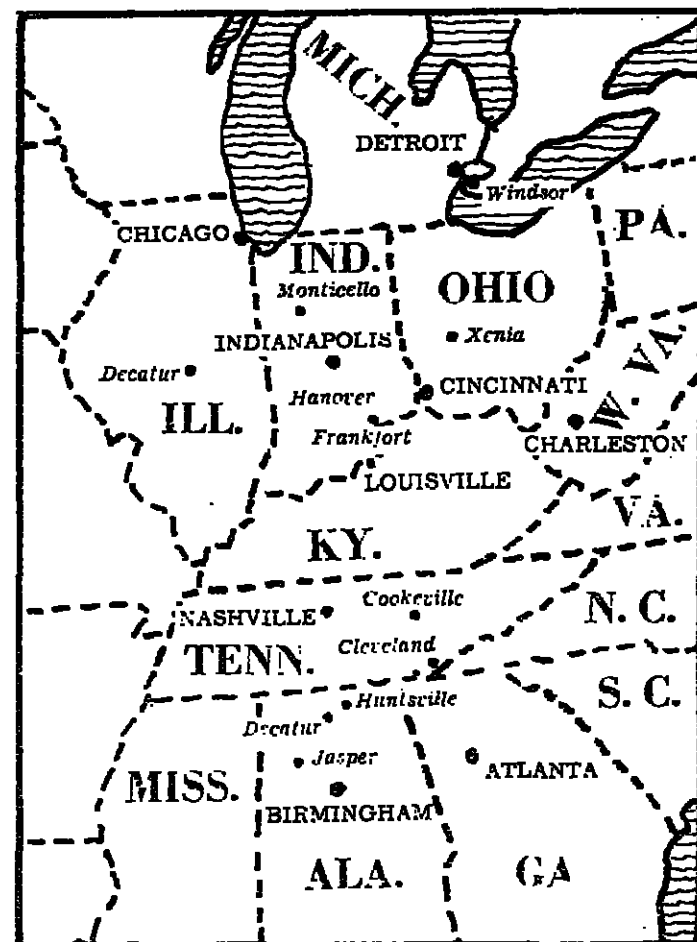 MICH.
DETROIT
Windsor
PA.
CHICAGO
IND.
Monticello
OHIO
INDIANAPOLIS
Xenia
W. VA.
Decatur
Hanover
CINCINNATI
ILL.
Frankfort
CHARLESTON
LOUISVILLE
VA.
KY.
NASHVILLE
Cookeville
N. C.
TENN.
Cleveland
S. C.
Huntsville
Decatur
Jasper
ATLANTA
MISS.
BIRMINGHAM
ALA.
GA